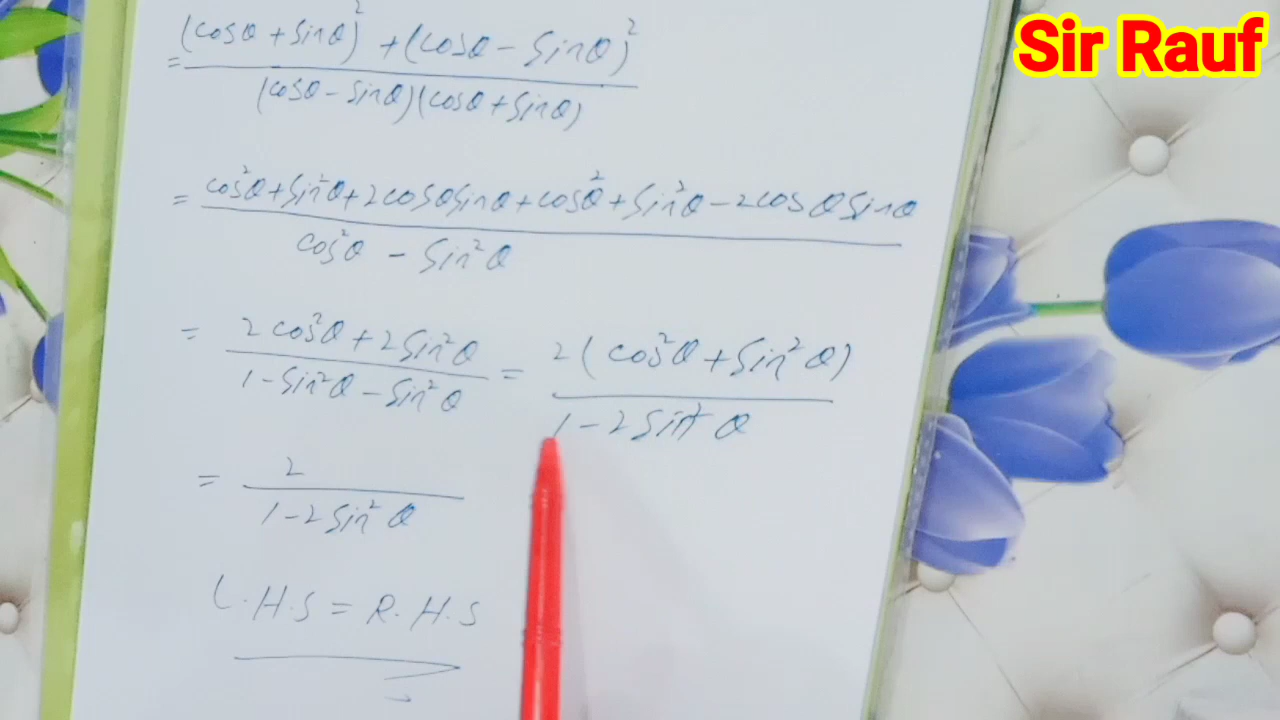 Sir Rauf
= (cosθ + sinθ)² + (cosθ - sinθ)²
(cosθ - sinθ)(cosθ + sinθ)
= cos²θ + sin²θ + 2cosθsinθ + cos²θ + sin²θ - 2cosθsinθ
cos²θ - sin²θ
= 2cos²θ + 2sin²θ = 2(cos²θ + sin²θ)
1 - sin²θ - sin²θ 1 - 2sin²θ
= 2
1 - 2sin²θ
L.H.S = R.H.S